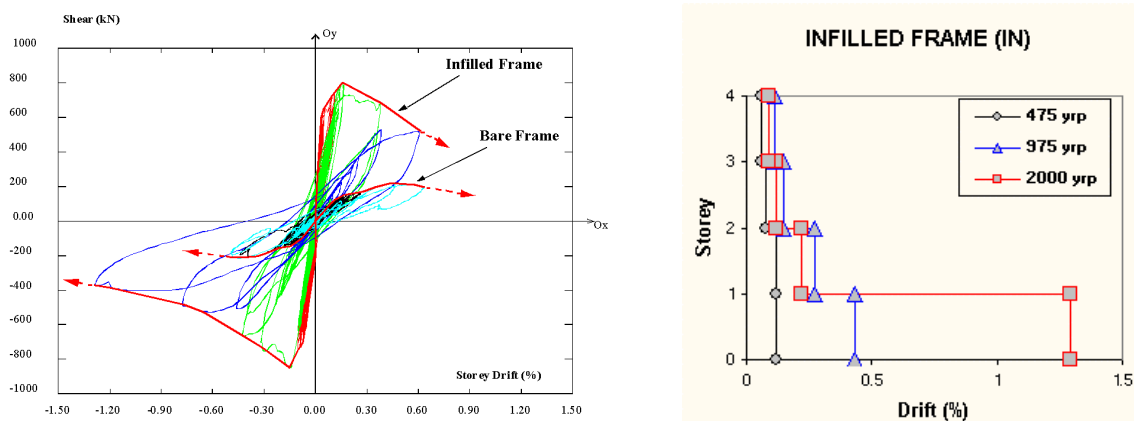 Shear (kN)
Oy
1000
800
600
400
200
0.00
-200
-400
-600
-800
-1000
Infilled Frame
Bare Frame
Ox
Storey Drift (%)
-1.50 -1.20 -0.90 -0.60 -0.30 0.00 0.30 0.60 0.90 1.20 1.50
INFILLED FRAME (IN)
475 yrp
975 yrp
2000 yrp
Storey
4
3
2
1
0
0 0.5 1 1.5
Drift (%)